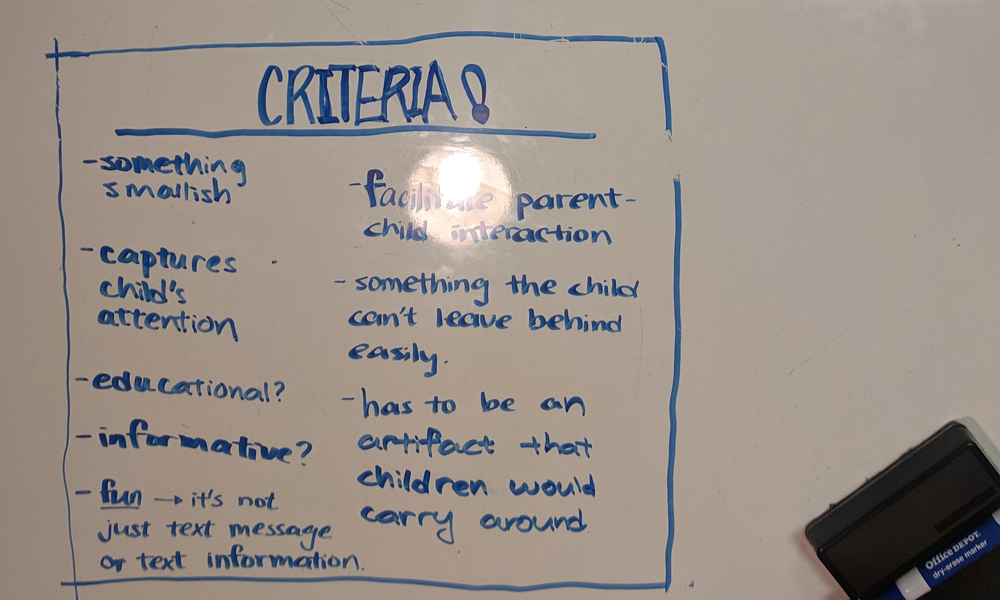 CRITERIA!
-something
smallish
-captures
child's
attention
-educational?
-informative?
- fun → it's not
just text message
or text information.
-facilitate parent-
child interaction
- something the child
can't leave behind
easily.
-has to be an
artifact that
children would
carry around
Office DEPOT.
dry-erase marker